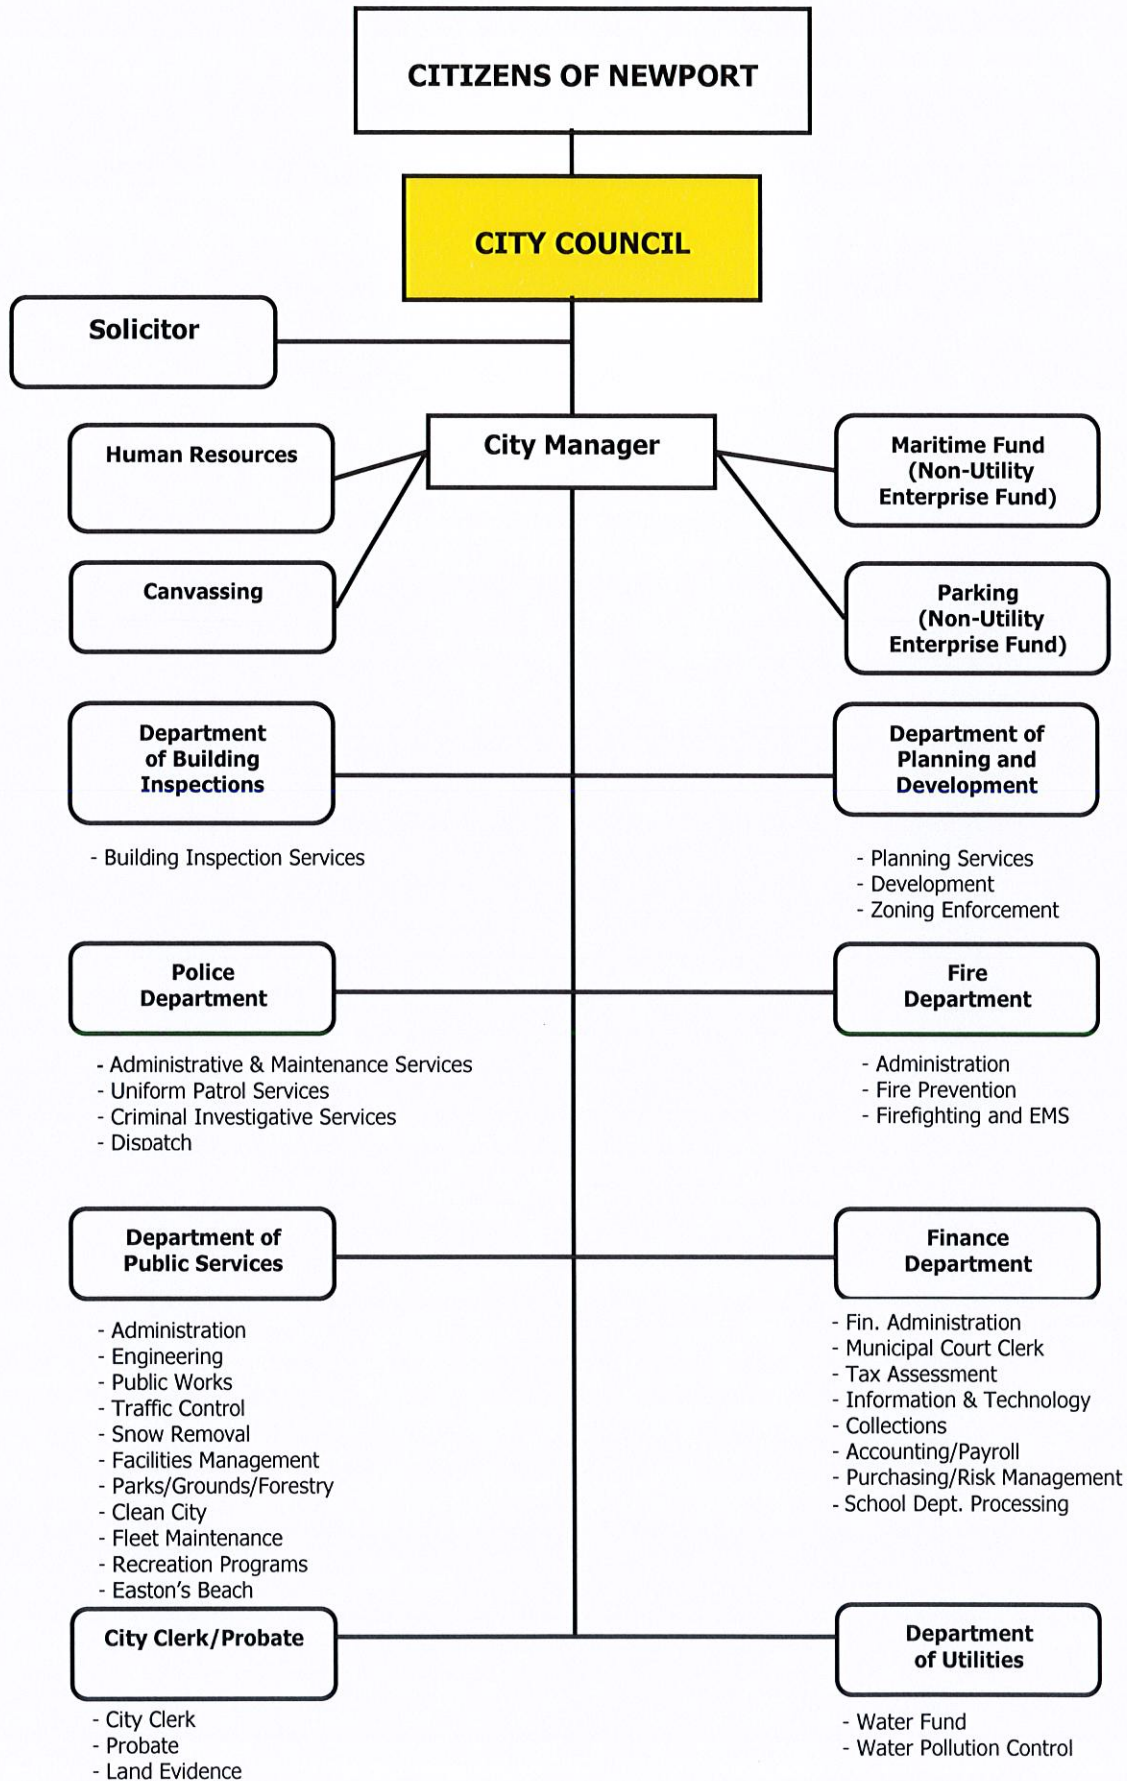 CITIZENS OF NEWPORT
CITY COUNCIL
Solicitor
City Manager
Human Resources
Maritime Fund
(Non-Utility
Enterprise Fund)
Canvassing
Parking
(Non-Utility
Enterprise Fund)
Department
of Building
Inspections
- Building Inspection Services
Department of
Planning and
Development
- Planning Services
- Development
- Zoning Enforcement
Police
Department
- Administrative & Maintenance Services
- Uniform Patrol Services
- Criminal Investigative Services
- Dispatch
Fire
Department
- Administration
- Fire Prevention
- Firefighting and EMS
Department of
Public Services
- Administration
- Engineering
- Public Works
- Traffic Control
- Snow Removal
- Facilities Management
- Parks/Grounds/Forestry
- Clean City
- Fleet Maintenance
- Recreation Programs
- Easton's Beach
Finance
Department
- Fin. Administration
- Municipal Court Clerk
- Tax Assessment
- Information & Technology
- Collections
- Accounting/Payroll
- Purchasing/Risk Management
- School Dept. Processing
City Clerk/Probate
- City Clerk
- Probate
- Land Evidence
Department
of Utilities
- Water Fund
- Water Pollution Control